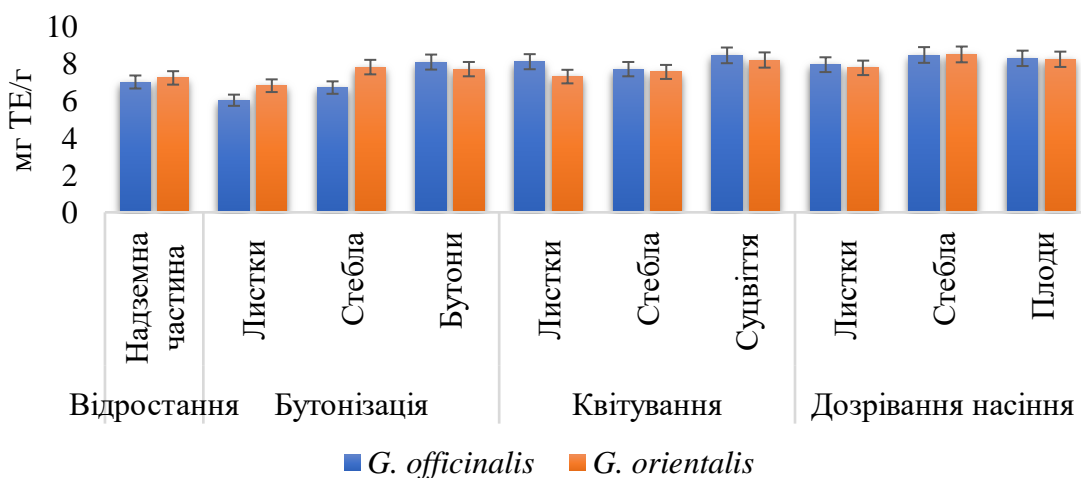 мг ТЕ/г
10
8
6
4
2
0
Надземна
частина
Листки
Стебла
Бутони
Листки
Стебла
Суцвіття
Листки
Стебла
Плоди
Відростання
Бутонізація
Квітування
Дозрівання насіння
G. officinalis
G. orientalis